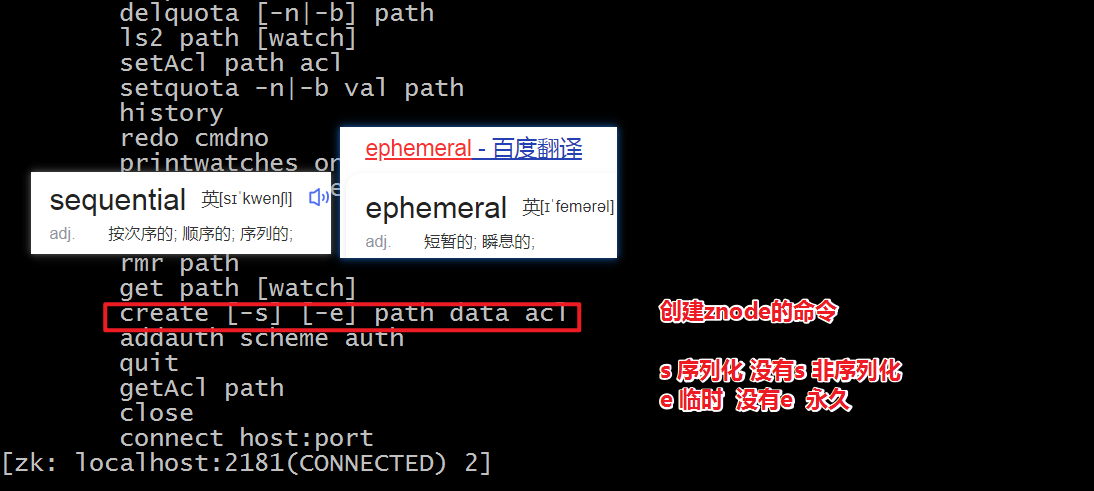 delquota [-n|-b] path
ls2 path [watch]
setAcl path acl
setquota -n|-b val path
history
redo cmdno
printwatches on
ephemeral - 百度翻译
sequential 英[sɪˈkwenʃl]
adj. 按次序的; 顺序的; 序列的;
ephemeral 英[ɪˈfemərəl]
adj. 短暂的; 瞬息的;
rmr path
get path [watch]
create [-s] [-e] path data acl
创建znode的命令
addauth scheme auth
quit
s 序列化 没有s 非序列化
getAcl path
e 临时 没有e 永久
close
connect host:port
[zk: localhost:2181(CONNECTED) 2]